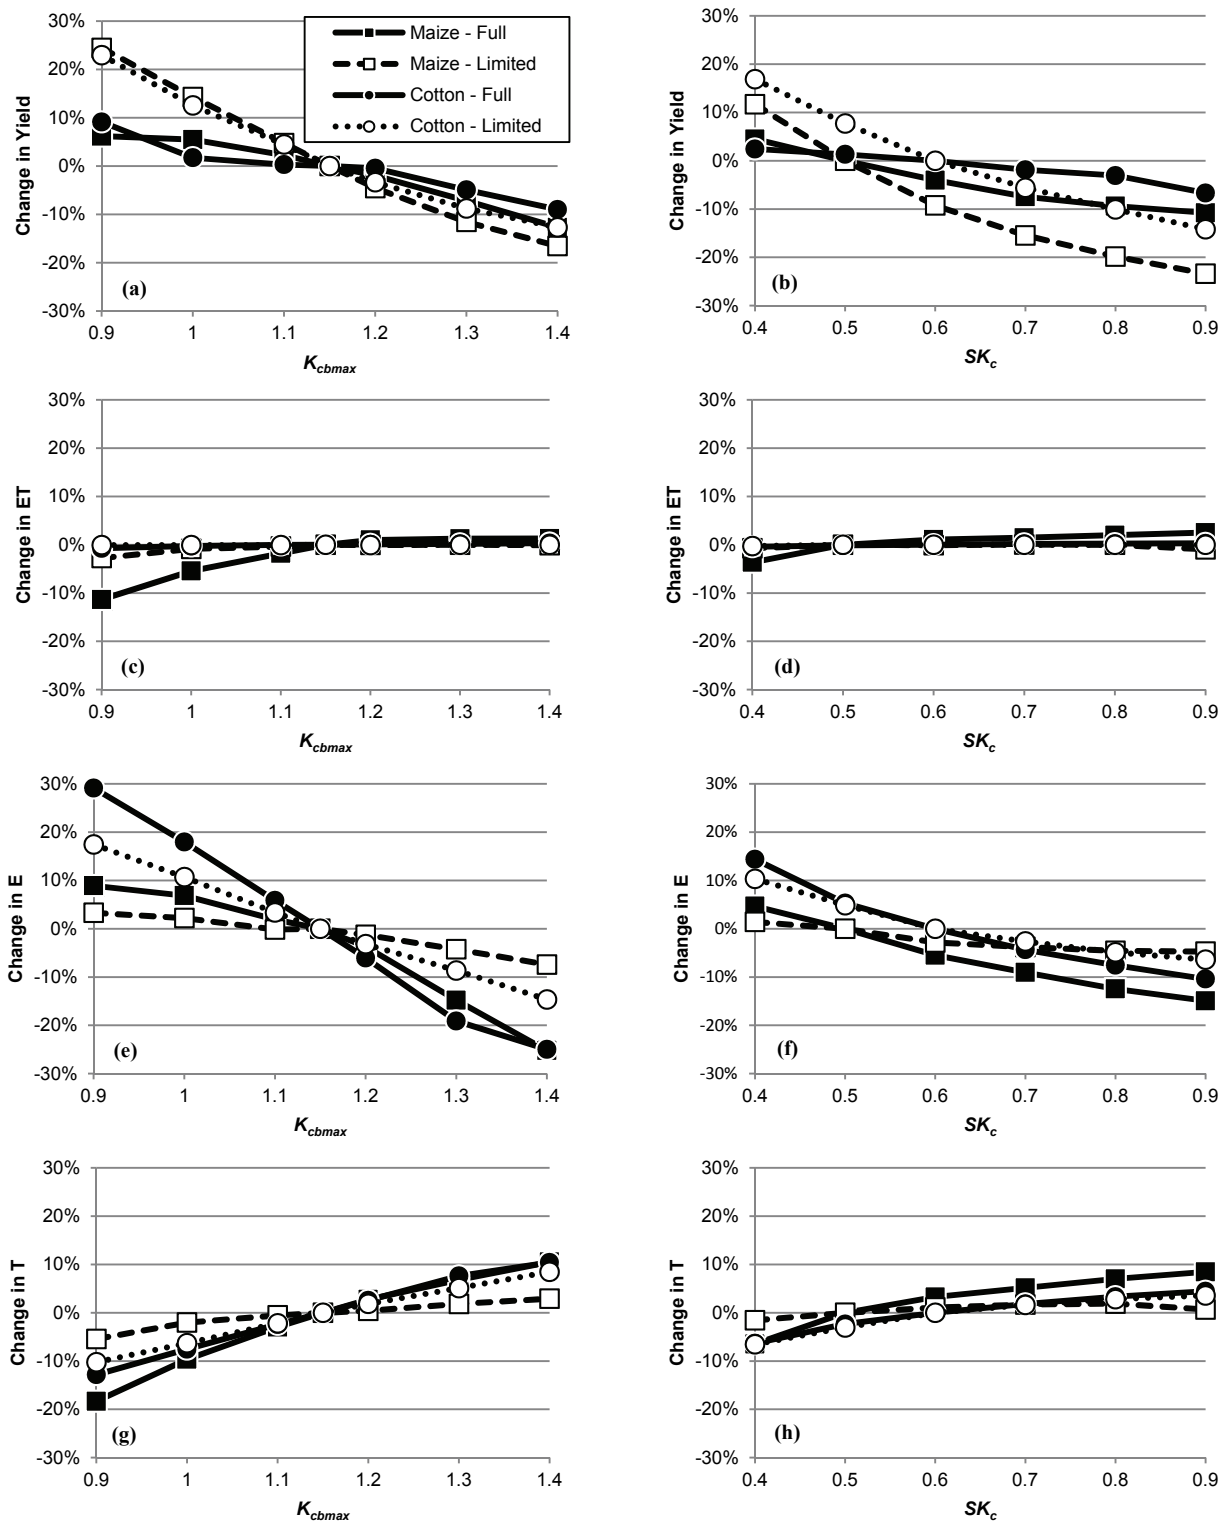 30%
20%
10%
0%
-10%
-20%
-30%
Change in Yield
Maize - Full
Maize - Limited
Cotton - Full
Cotton - Limited
(a)
0.9 1 1.1 1.2 1.3 1.4
Kcbmax
30%
20%
10%
0%
-10%
-20%
-30%
Change in Yield
(b)
0.4 0.5 0.6 0.7 0.8 0.9
SKc
30%
20%
10%
0%
-10%
-20%
-30%
Change in ET
(c)
0.9 1 1.1 1.2 1.3 1.4
Kcbmax
30%
20%
10%
0%
-10%
-20%
-30%
Change in ET
(d)
0.4 0.5 0.6 0.7 0.8 0.9
SKc
30%
20%
10%
0%
-10%
-20%
-30%
Change in E
(e)
0.9 1 1.1 1.2 1.3 1.4
Kcbmax
30%
20%
10%
0%
-10%
-20%
-30%
Change in E
(f)
0.4 0.5 0.6 0.7 0.8 0.9
SKc
30%
20%
10%
0%
-10%
-20%
-30%
Change in T
(g)
0.9 1 1.1 1.2 1.3 1.4
Kcbmax
30%
20%
10%
0%
-10%
-20%
-30%
Change in T
(h)
0.4 0.5 0.6 0.7 0.8 0.9
SKc